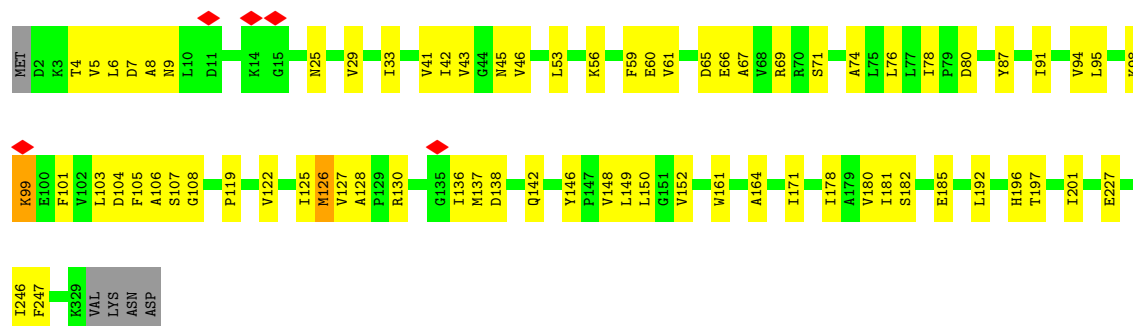 MET D2 K3 T4 V5 L6 D7 A8 N9 L10 D11 K14 G15 N25 V29 I33 V41 I42 V43 G44 N45 V46 L53 K56 F59 E60 V61 D65 E66 A67 V68 R69 R70 S71 A74 L75 L76 L77 I78 P79 D80 Y87 I91 V94 L95
K99 E100 F101 V102 L103 D104 F105 A106 S107 G108 P119 V122 I125 M126 V127 A128 P129 R130 G135 I136 M137 D138 Q142 Y146 P147 V148 L149 L150 G151 V152 W161 A164 I171 I178 A179 V180 I181 S182 E185 L192 H196 T197 I201 E227
I246 F247 K329 VAL LYS ASN ASP